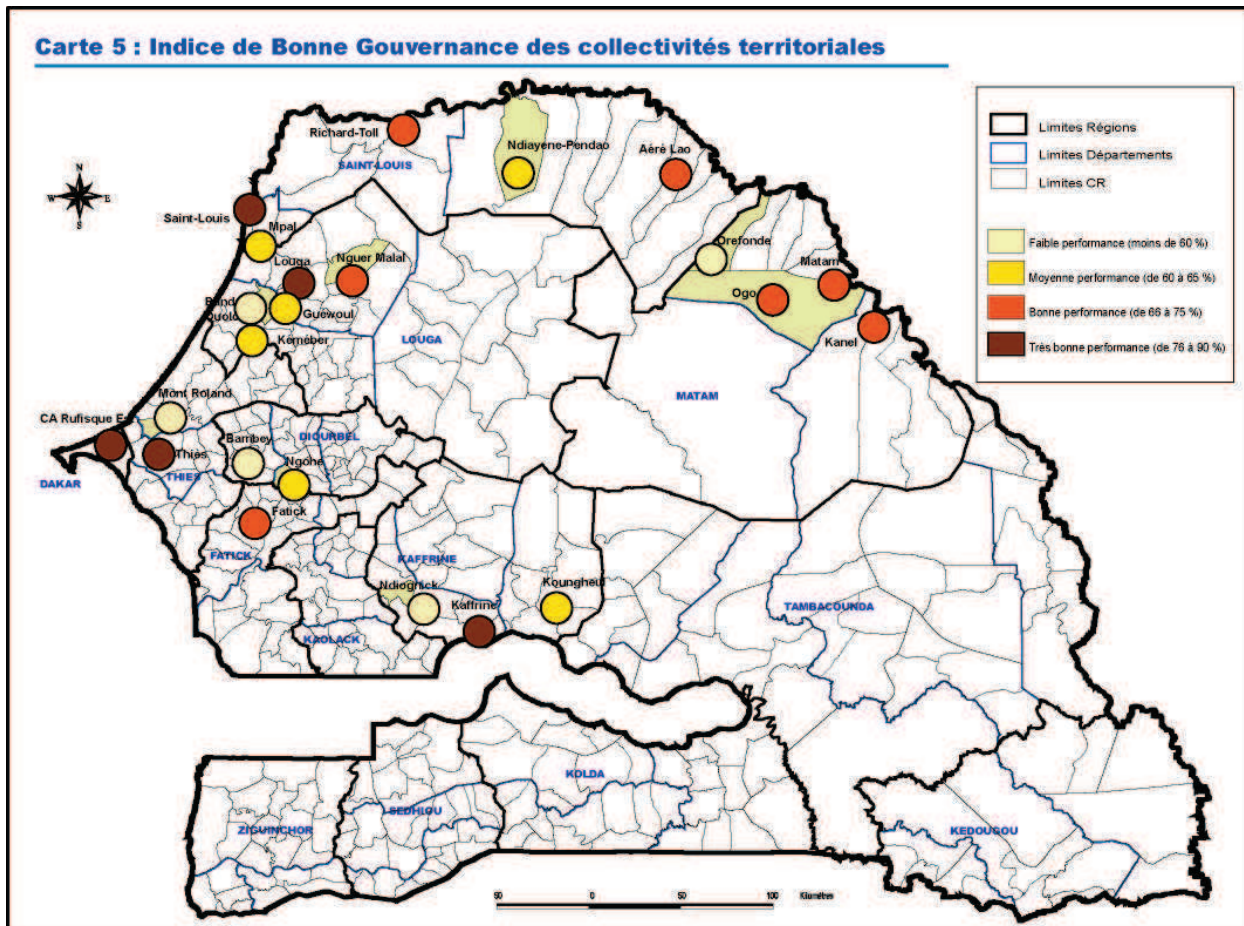 Carte 5 : Indice de Bonne Gouvernance des collectivités territoriales
Limites Régions
Limites Départements
Limites CR
Faible performance (moins de 60 %)
Moyenne performance (de 60 à 65 %)
Bonne performance (de 66 à 75 %)
Très bonne performance (de 76 à 90 %)
N
W
E
S
Richard-Toll
SAINT-LOUIS
Ndiayene-Pendao
Aéré Lao
Saint-Louis
Mpal
Louga
Nguer Malal
Orefonde
Matam
Ogo
Guéwoul
Kanel
Kéméber
LOUGA
MATAM
Mont Roland
CA Rufisque E
Bambey
DIOURBEL
Thiès
Ngohe
DAKAR
THIES
Fatick
FATICK
KAFFRINE
Ndiognick
Koungheul
Kaffrine
TAMBACOUNDA
KAOLACK
KOLDA
SEDHIOU
ZIGUINCHOR
KEDOUGOU
50 0 50 100 Kilomètres